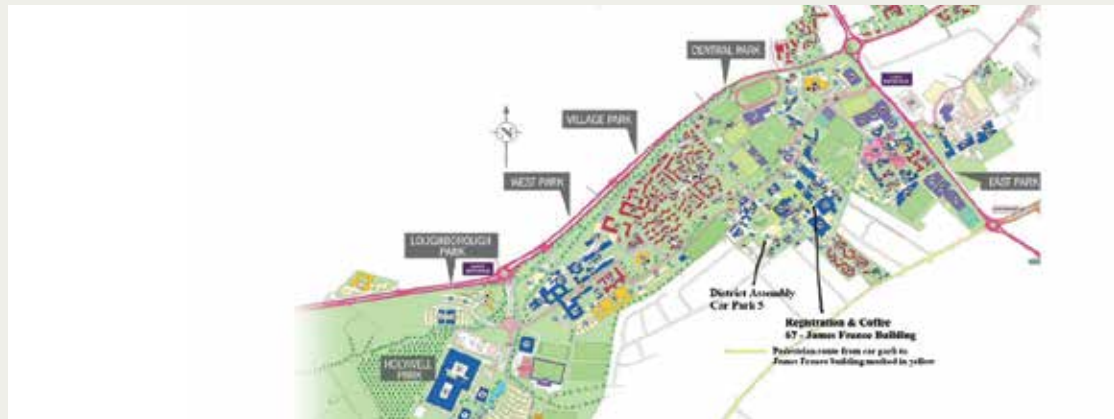 CENTRAL PARK
VILLAGE PARK
N
WEST PARK
EAST PARK
LOUGHBOROUGH
PARK
HOLYWELL
PARK
District Assembly
Car Park 5
Registration & Coffee
67 - James France Building
Pedestrian route from car park to
James France building marked in yellow